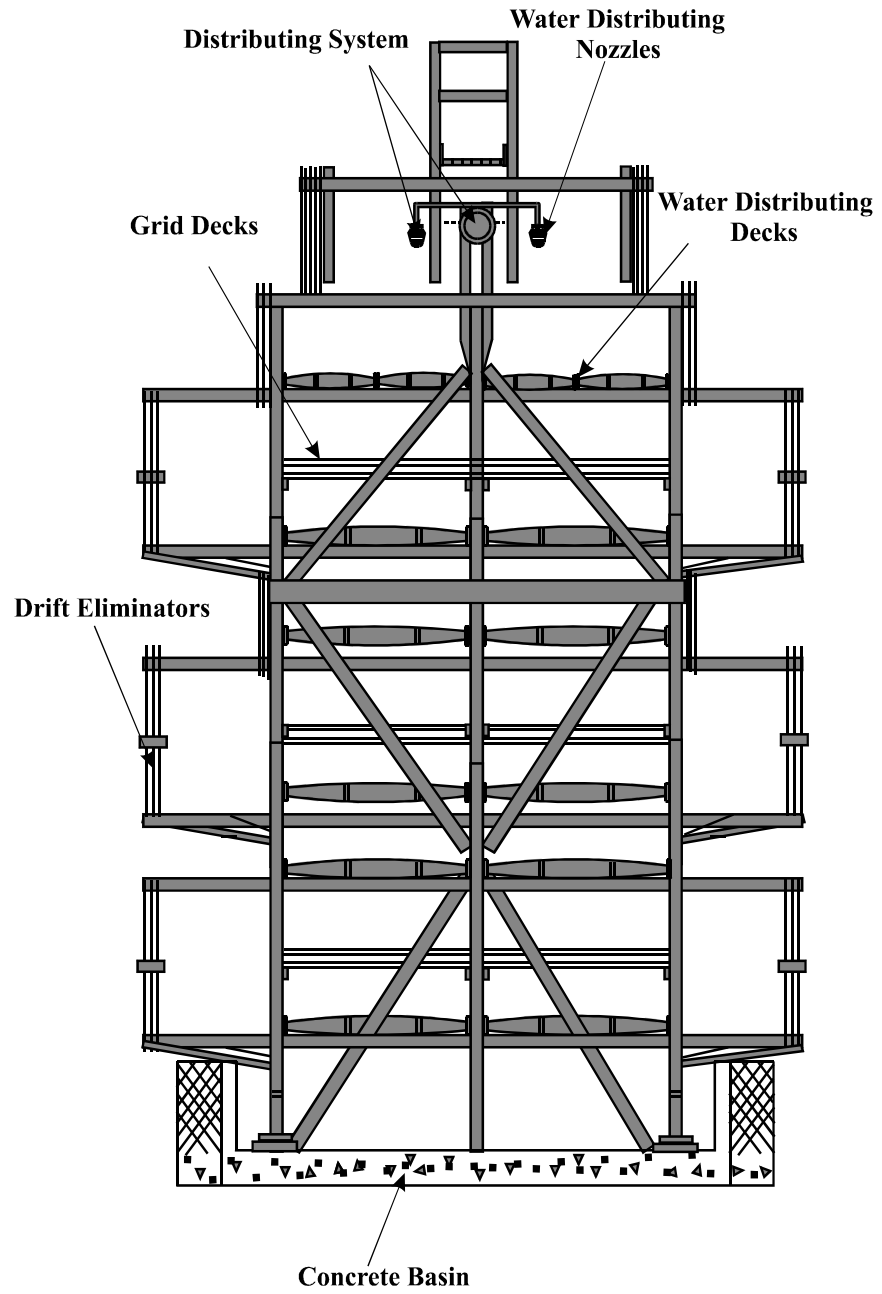 Water Distributing
Nozzles
Distributing System
Water Distributing
Decks
Grid Decks
Drift Eliminators
Concrete Basin